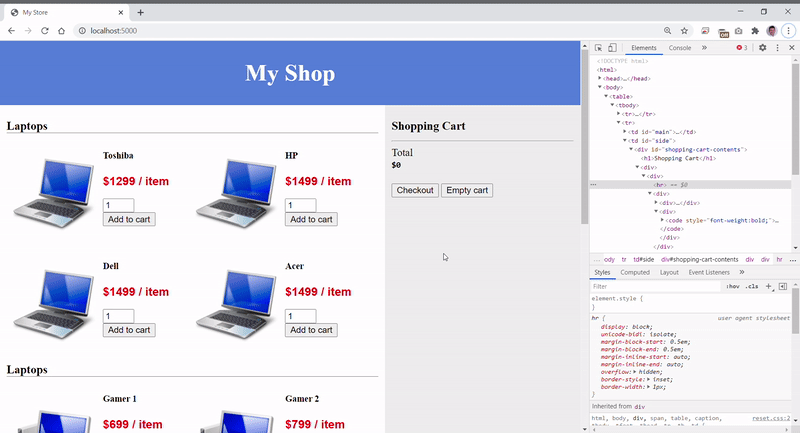 My Store
localhost:5000
Off
Elements
Console
3
My Shop
Laptops
Toshiba
$1299 / item
1
Add to cart
HP
$1499 / item
1
Add to cart
Dell
$1499 / item
1
Add to cart
Acer
$1499 / item
1
Add to cart
Laptops
Gamer 1
$699 / item
Gamer 2
$799 / item
Shopping Cart
Total
$0
Checkout
Empty cart
<!DOCTYPE html>
<html>
<head>…</head>
<body>
<table>
<tbody>
<tr>…</tr>
<tr>
<td id="main">…</td>
<td id="side">
<div id="shopping-cart-contents">
<h1>Shopping Cart</h1>
<div>
<div>
<hr> == $0
<div>
<div>…</div>
<div>
<code style="font-weight:bold;">…
</code>
</div>
</div>
… ody tr td#side div#shopping-cart-contents div div hr …
Styles
Computed
Layout
Event Listeners
Filter
:hov .cls
element.style {
}
hr { user agent stylesheet
display: block;
unicode-bidi: isolate;
margin-block-start: 0.5em;
margin-block-end: 0.5em;
margin-inline-start: auto;
margin-inline-end: auto;
overflow: hidden;
border-style: inset;
border-width: 1px;
}
Inherited from div
html, body, div, span, table, caption, reset.css:2